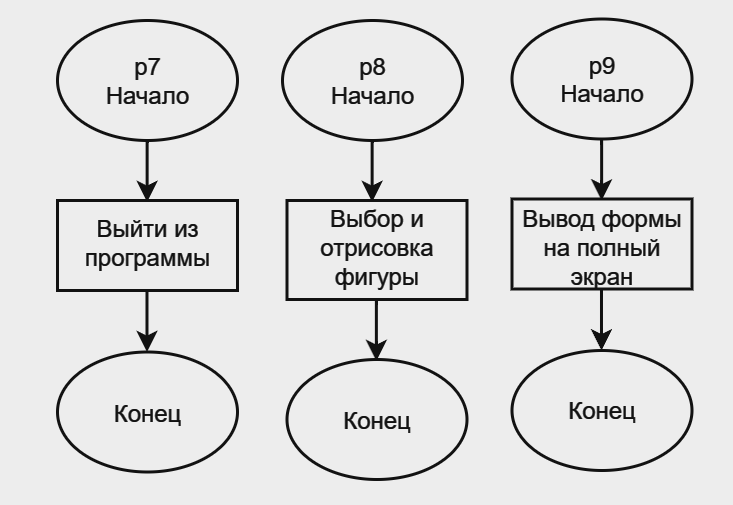 p7
Начало
Выйти из
программы
Конец
p8
Начало
Выбор и
отрисовка
фигуры
Конец
p9
Начало
Вывод формы
на полный
экран
Конец